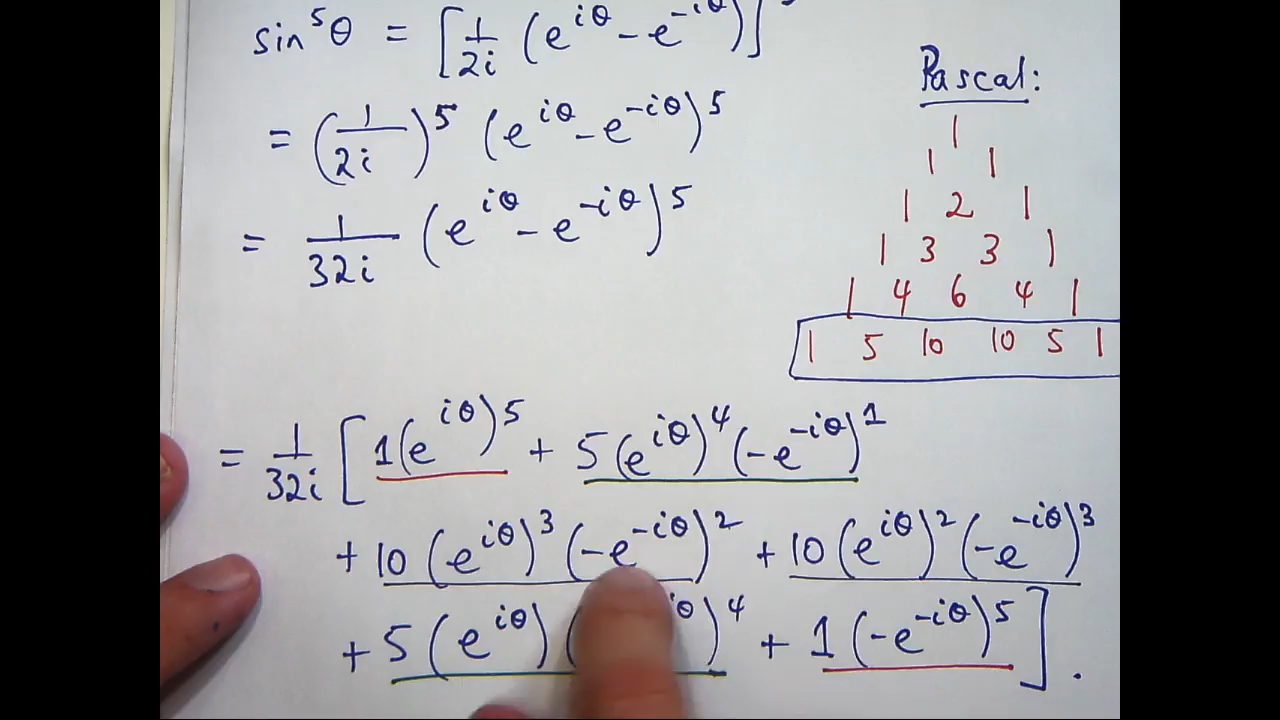 sin⁵θ = [1/2i (e^iθ - e^-iθ)]
= (1/2i)⁵ (e^iθ - e^-iθ)⁵
= 1/32i (e^iθ - e^-iθ)⁵
Pascal:
1
1 1
1 2 1
1 3 3 1
1 4 6 4 1
1 5 10 10 5 1
= 1/32i [1(e^iθ)⁵ + 5(e^iθ)⁴(-e^-iθ)¹
+ 10(e^iθ)³(-e^-iθ)² + 10(e^iθ)²(-e^-iθ)³
+ 5(e^iθ)( iθ)⁴ + 1(-e^-iθ)⁵].